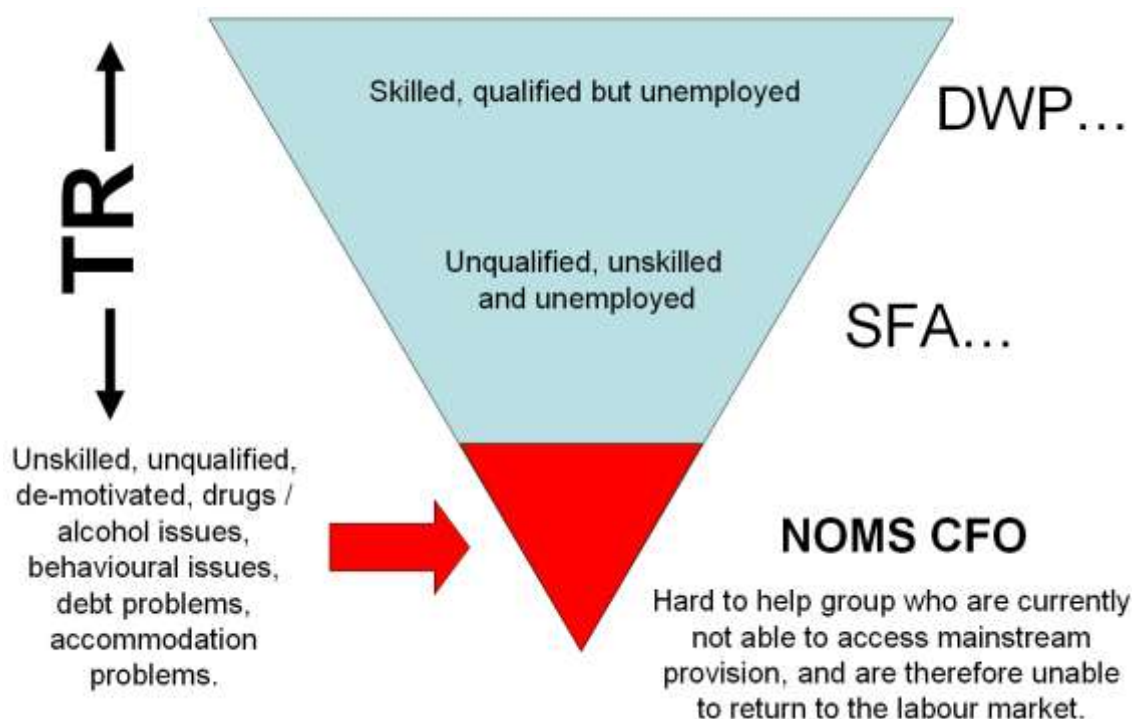 Skilled, qualified but unemployed
DWP...
TR
Unqualified, unskilled
and unemployed
SFA...
Unskilled, unqualified,
de-motivated, drugs /
alcohol issues,
behavioural issues,
debt problems,
accommodation
problems.
NOMS CFO
Hard to help group who are currently
not able to access mainstream
provision, and are therefore unable
to return to the labour market.